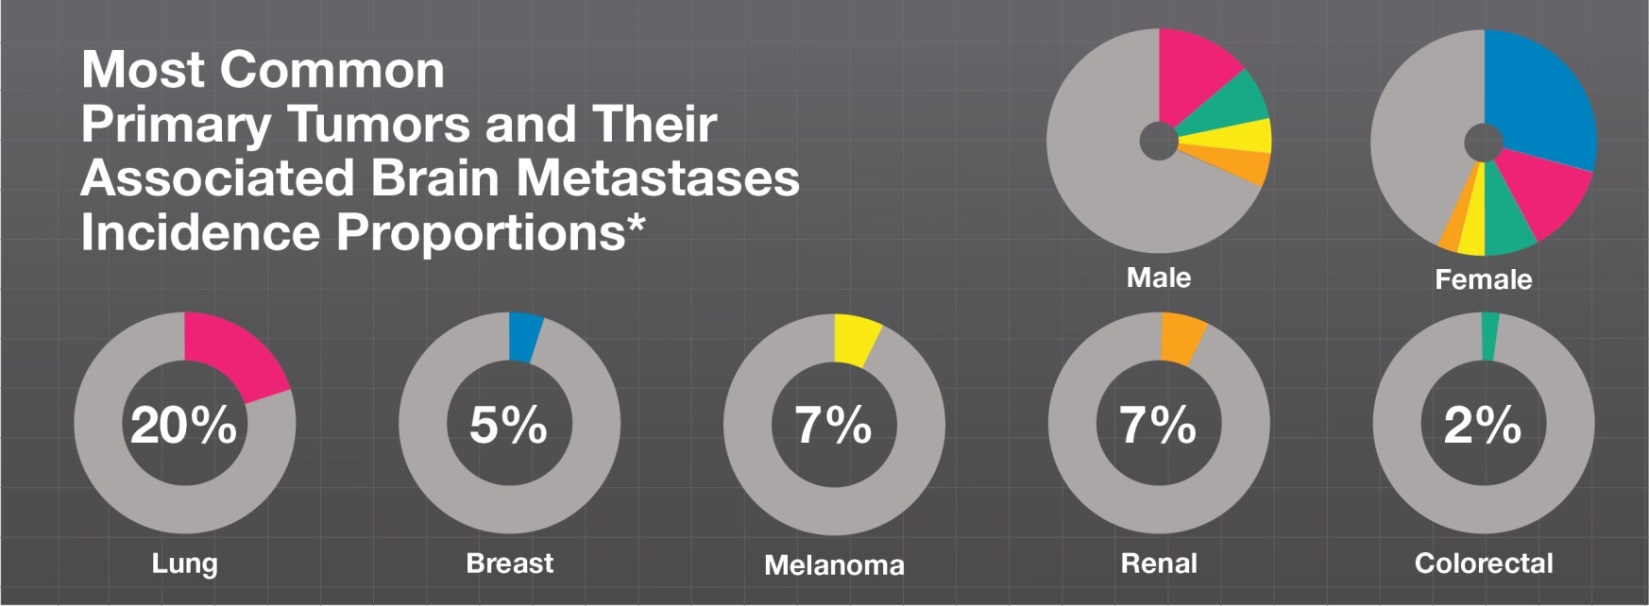 Most Common
Primary Tumors and Their
Associated Brain Metastases
Incidence Proportions*
Male
Female
20%
5%
7%
7%
2%
Lung
Breast
Melanoma
Renal
Colorectal